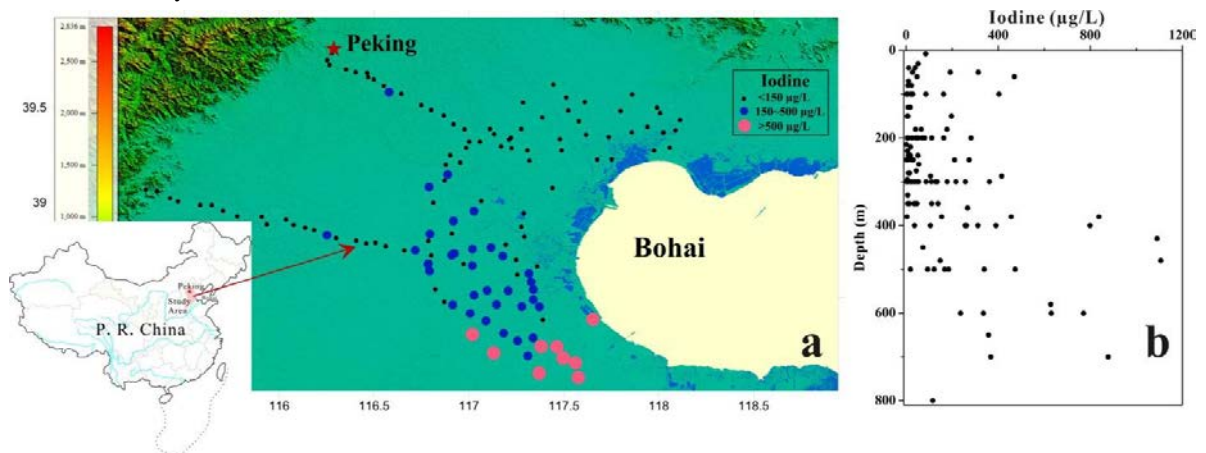 2,836 m
2,500 m
2,000 m
1,500 m
1,000 m
39.5
39
Peking
Iodine
<150 µg/L
150~500 µg/L
>500 µg/L
Bohai
a
116
116.5
117
117.5
118
118.5
Peking
Study
Area
P. R. China
Iodine (µg/L)
0
400
800
1200
0
200
400
600
800
Depth (m)
b